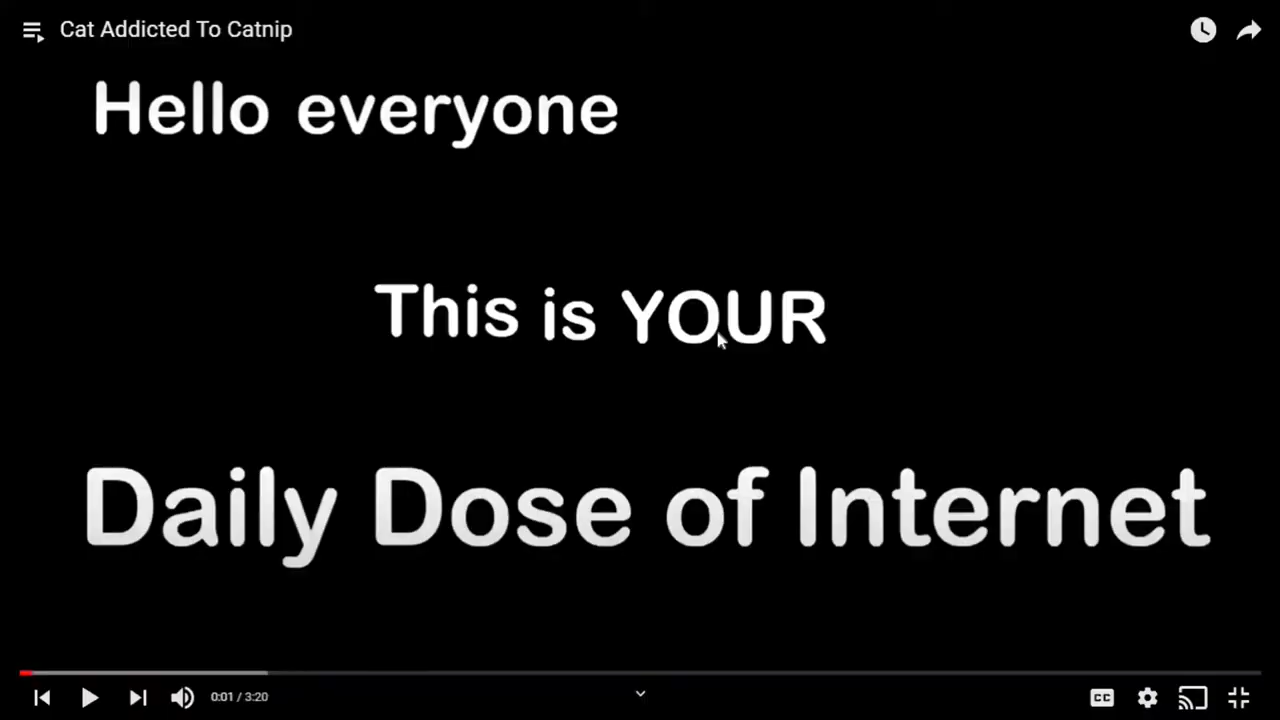 Cat Addicted To Catnip
Hello everyone
This is YOUR
Daily Dose of Internet
0:01 / 3:20
CC